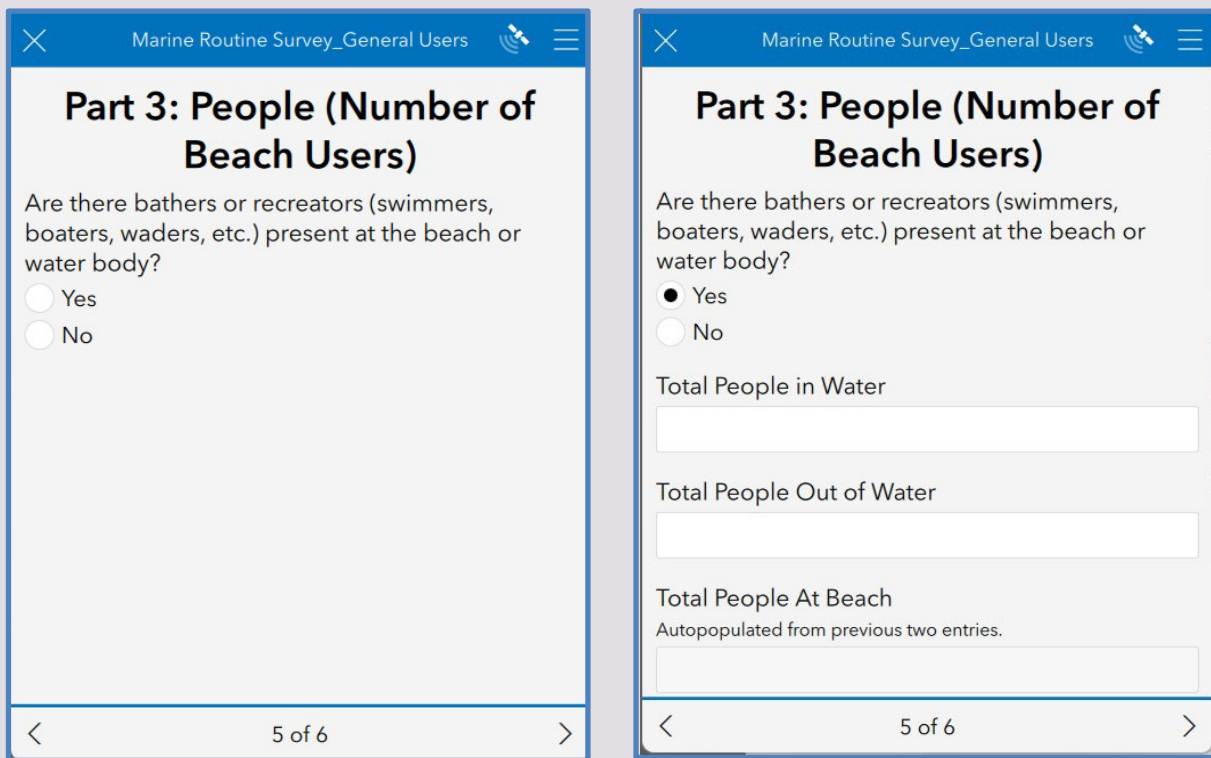 Marine Routine Survey_General Users
Part 3: People (Number of
Beach Users)
Are there bathers or recreators (swimmers,
boaters, waders, etc.) present at the beach or
water body?
Yes
No
5 of 6
Marine Routine Survey_General Users
Part 3: People (Number of
Beach Users)
Are there bathers or recreators (swimmers,
boaters, waders, etc.) present at the beach or
water body?
Yes
No
Total People in Water
Total People Out of Water
Total People At Beach
Autopopulated from previous two entries.
5 of 6